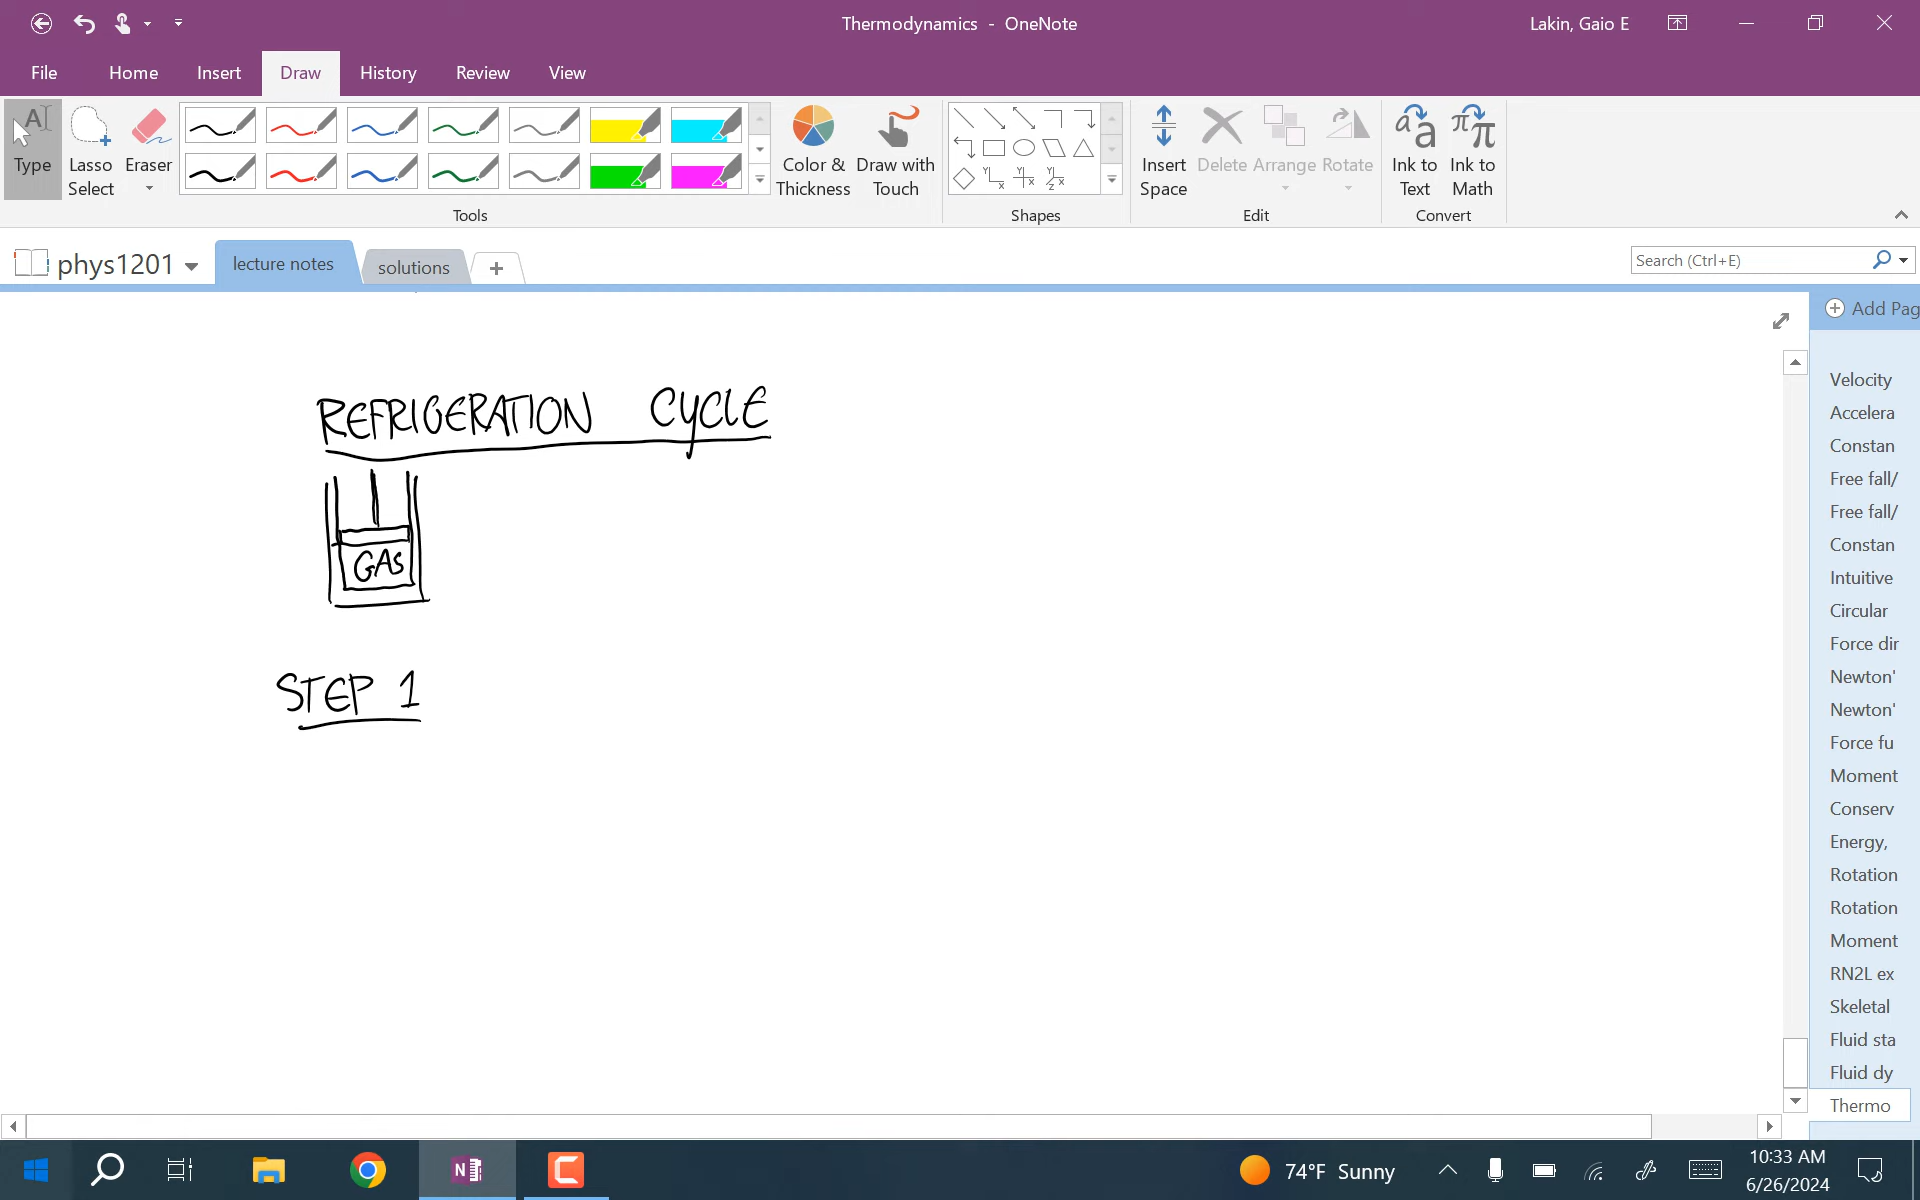 Thermodynamics - OneNote
Lakin, Gaio E
File Home Insert Draw History Review View
Type
Lasso Select
Eraser
Color & Thickness
Draw with Touch
Insert Space
Delete
Arrange
Rotate
Ink to Text
Ink to Math
Tools
Shapes
Edit
Convert
phys1201
lecture notes
solutions
Search (Ctrl+E)
Add Pag
REFRIGERATION CYCLE
GAS
STEP 1
Velocity
Accelera
Constan
Free fall/
Free fall/
Constan
Intuitive
Circular
Force dir
Newton'
Newton'
Force fu
Moment
Conserv
Energy,
Rotation
Rotation
Moment
RN2L ex
Skeletal
Fluid sta
Fluid dy
Thermo
74°F Sunny
10:33 AM
6/26/2024